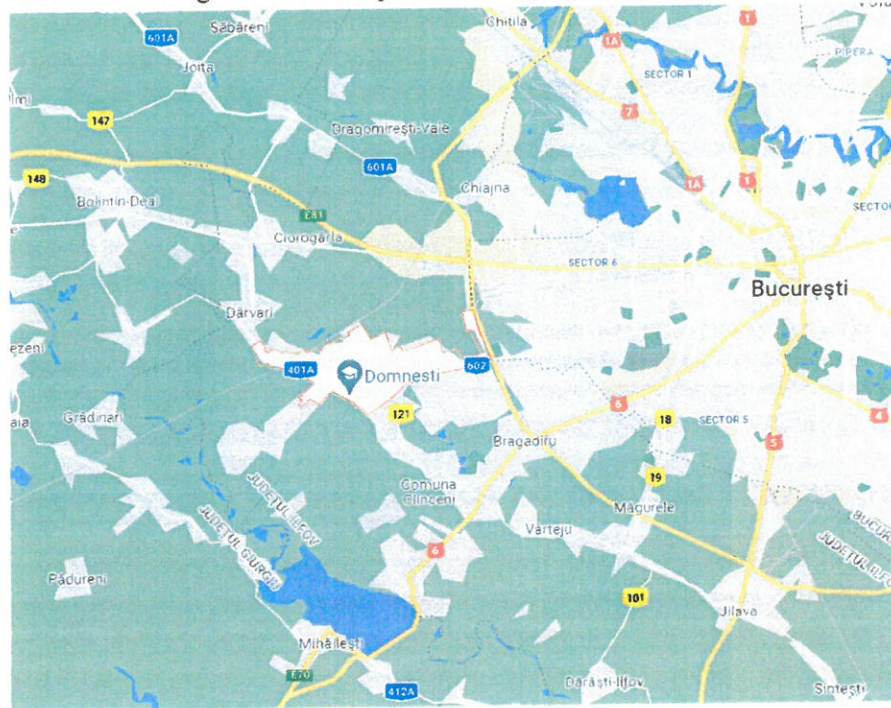 Chitila
1
Săbăreni
601A
1A
PIPERA
Joița
SECTOR 1
7
147
Dragomirești-Vale
601A
1
148
Chiajna
1A
Bolintin-Deal
E81
Ciorogârla
SECTOR 6
București
Dârvari
401A
Domnești
602
Grădinari
121
6
18
4
SECTOR 5
5
Bragadiru
19
Comuna
Clinceni
Măgurele
JUDEȚUL ILFOV
Vârteju
JUDEȚUL GIURGIU
6
JUDEȚUL ILFOV
Pădureni
101
Jilava
Mihăilești
E70
412A
Dărăști-Ilfov
Sintești